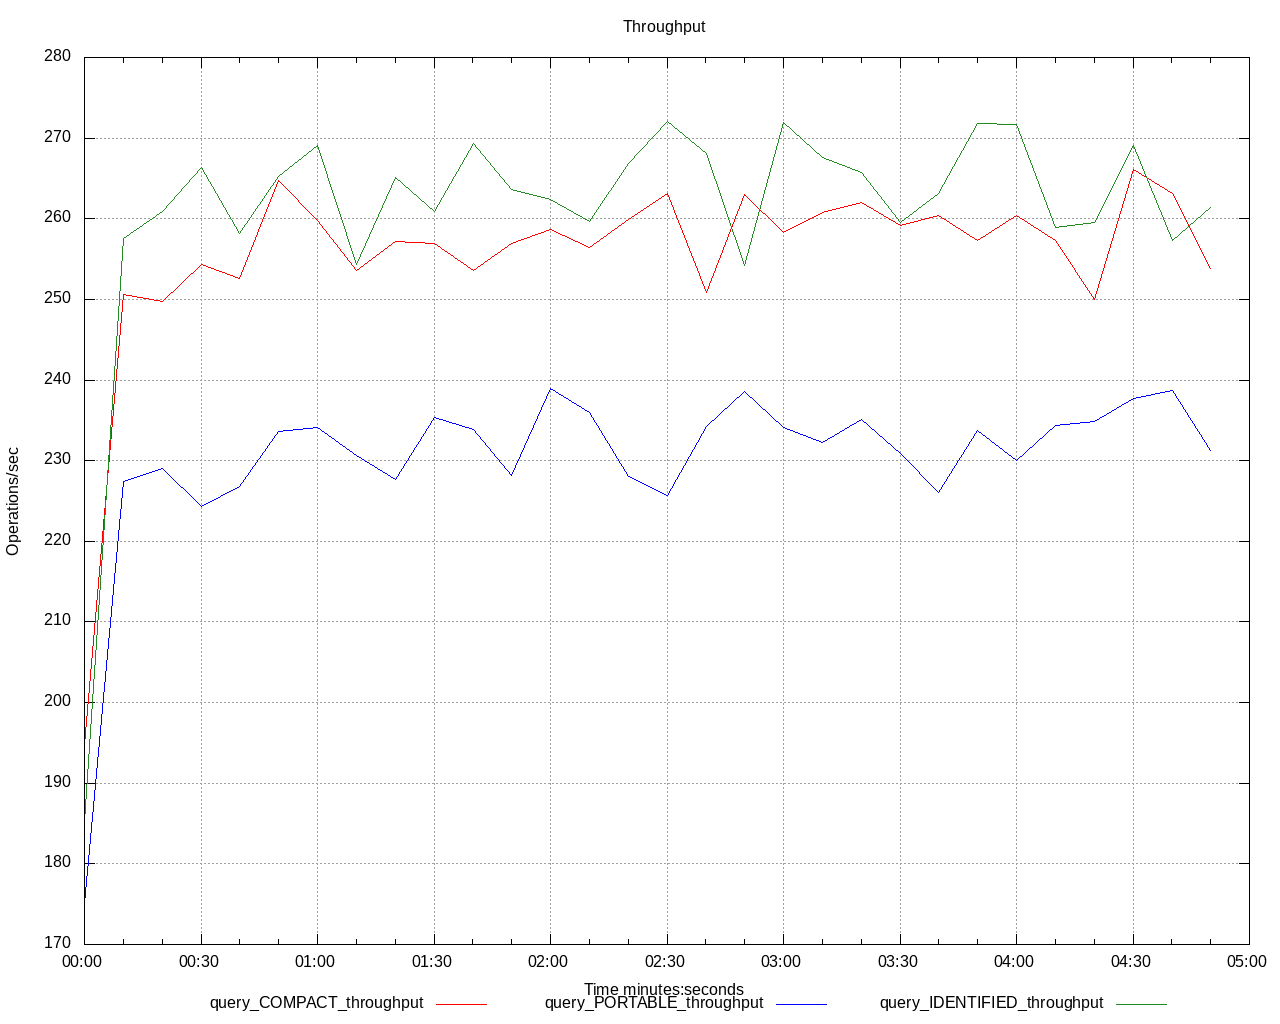 Throughput
280
270
260
250
240
230
220
210
200
190
180
170
Operations/sec
00:00 00:30 01:00 01:30 02:00 02:30 03:00 03:30 04:00 04:30 05:00
Time minutes:seconds
query_COMPACT_throughput query_PORTABLE_throughput query_IDENTIFIED_throughput